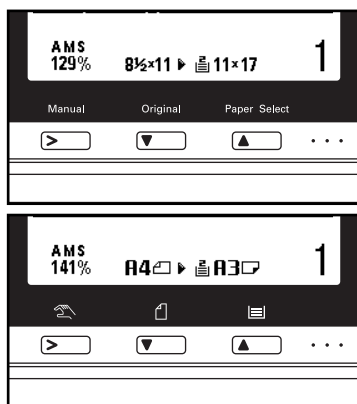 AMS
129% 8½×11 11×17 1
Manual Original Paper Select
> ▼ ▲ ...
AMS
141% A4 A3 1
> ▼ ▲ ...